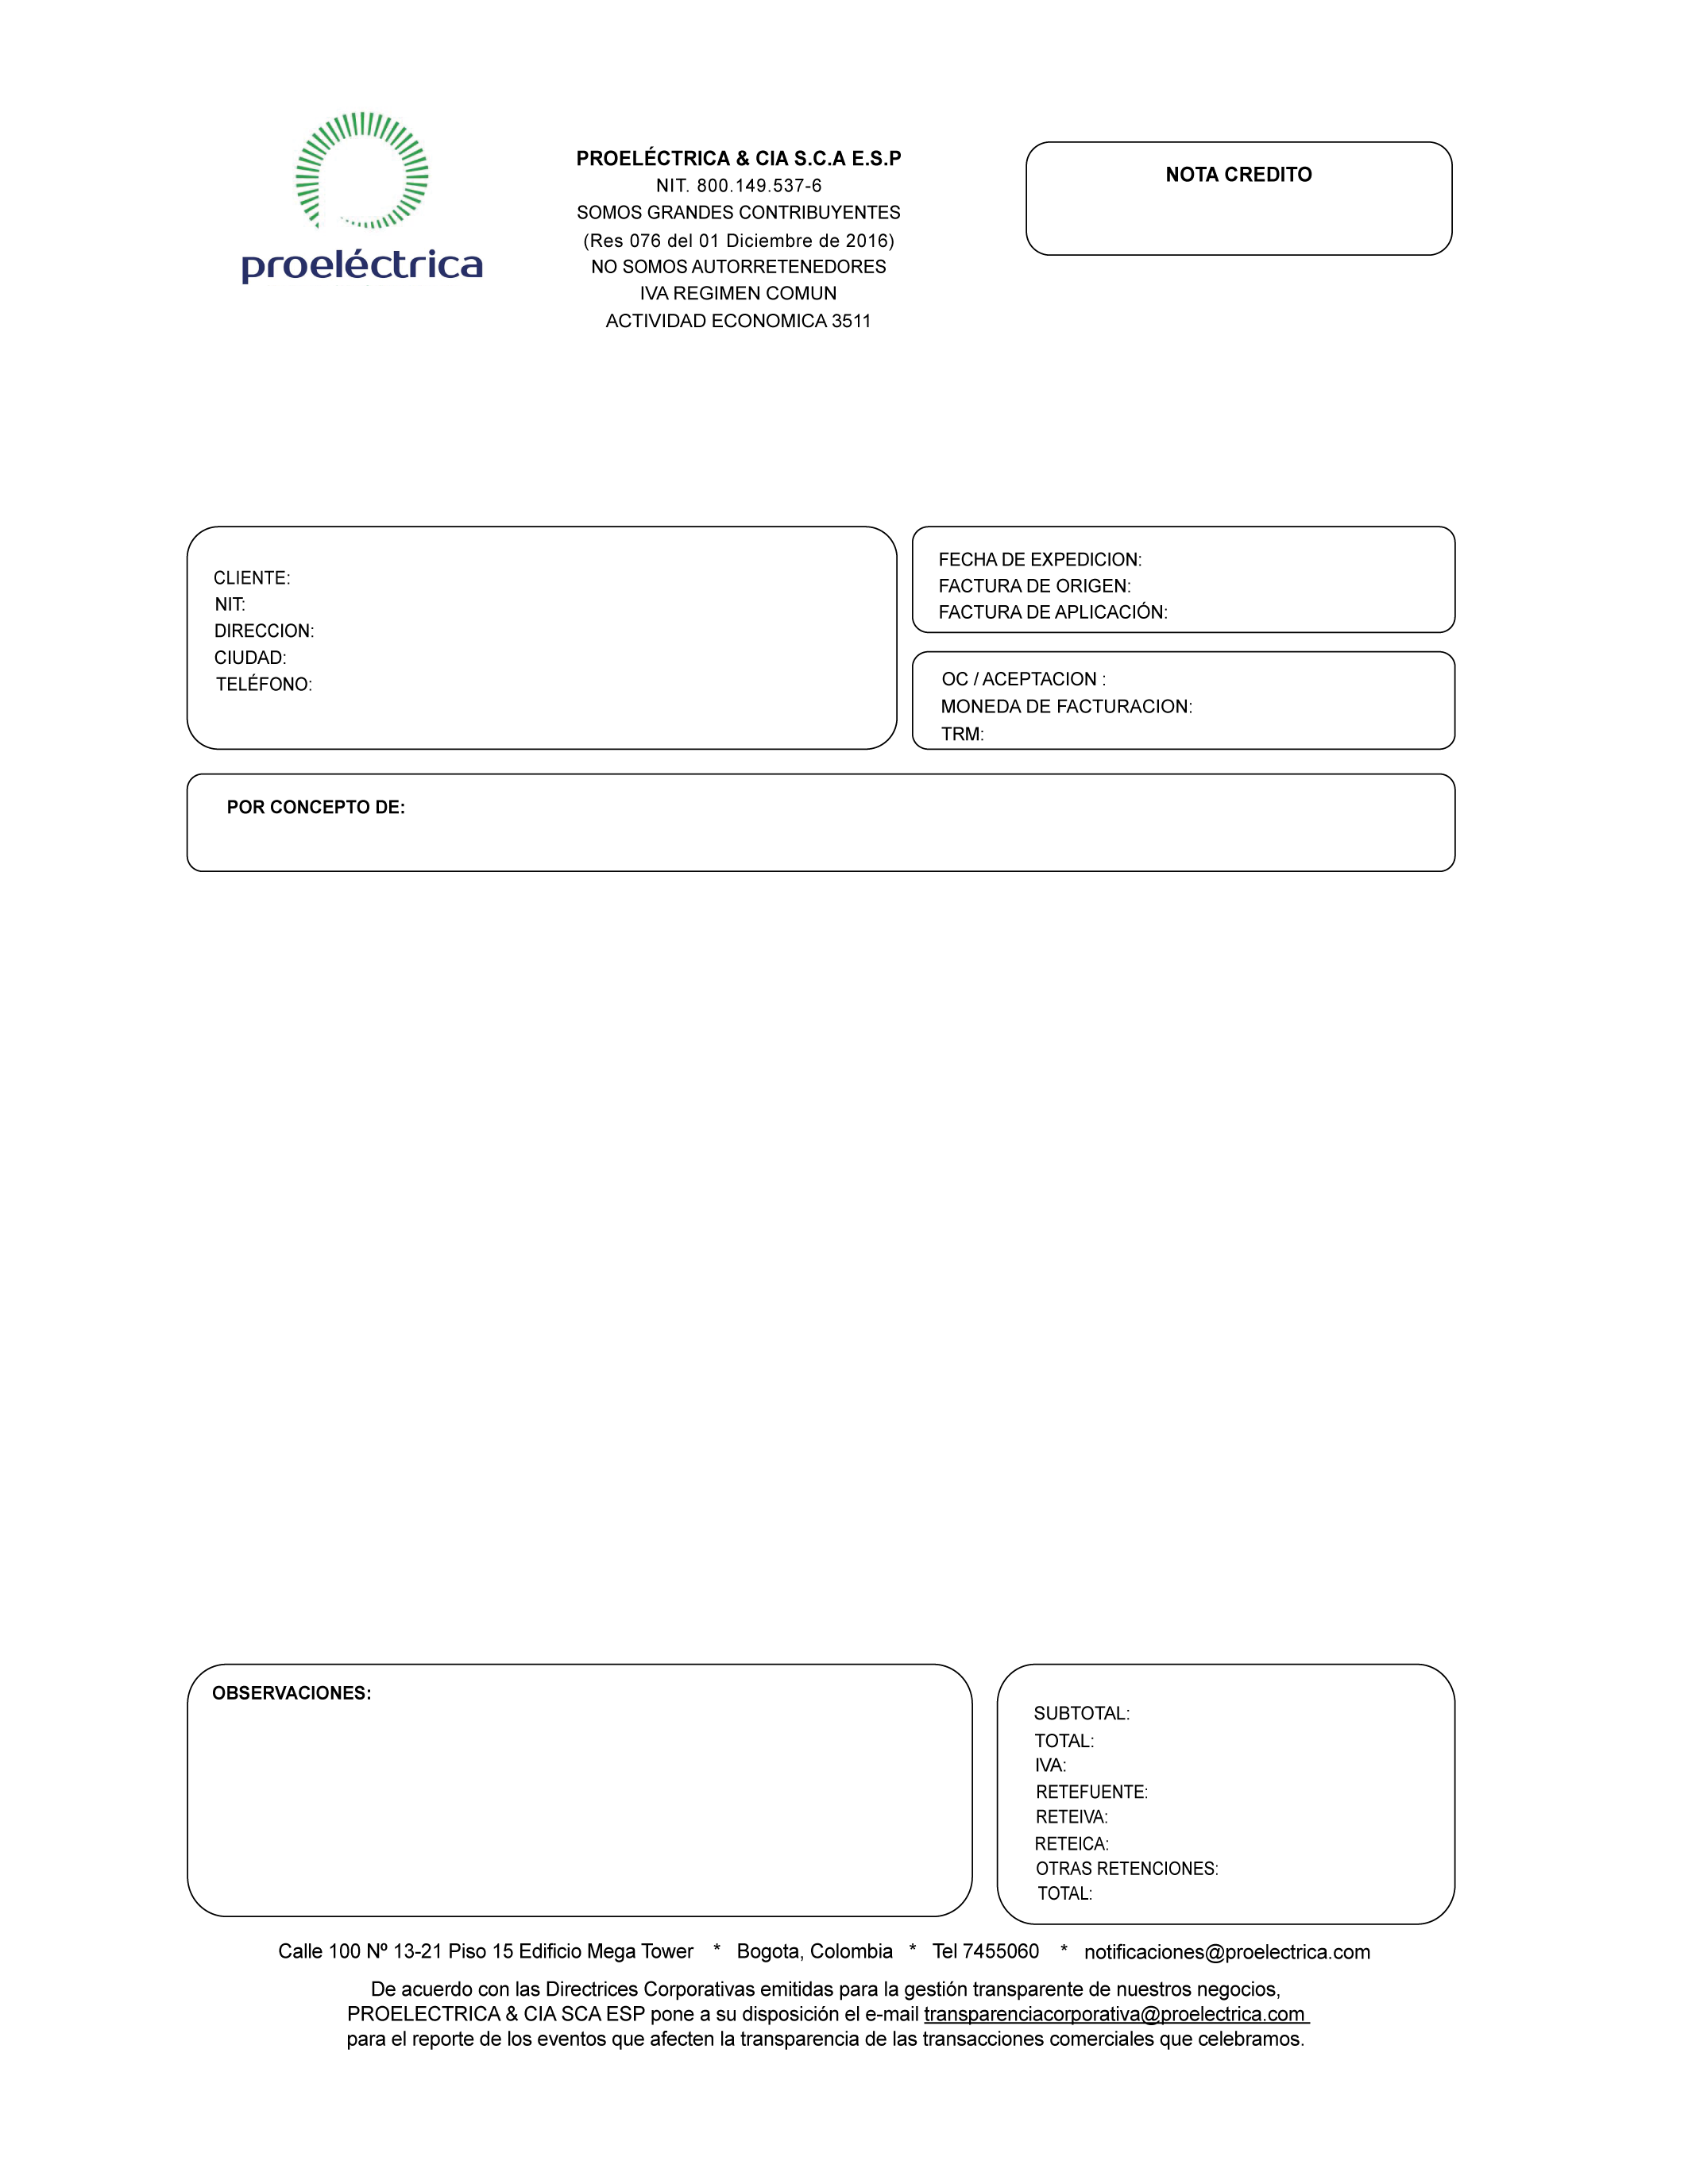 proeléctrica
PROELÉCTRICA & CIA S.C.A E.S.P
NIT. 800.149.537-6
SOMOS GRANDES CONTRIBUYENTES
(Res 076 del 01 Diciembre de 2016)
NO SOMOS AUTORRETENEDORES
IVA REGIMEN COMUN
ACTIVIDAD ECONOMICA 3511
NOTA CREDITO
CLIENTE:
NIT:
DIRECCION:
CIUDAD:
TELÉFONO:
FECHA DE EXPEDICION:
FACTURA DE ORIGEN:
FACTURA DE APLICACIÓN:
OC / ACEPTACION :
MONEDA DE FACTURACION:
TRM:
POR CONCEPTO DE:
OBSERVACIONES:
SUBTOTAL:
TOTAL:
IVA:
RETEFUENTE:
RETEIVA:
RETEICA:
OTRAS RETENCIONES:
TOTAL:
Calle 100 Nº 13-21 Piso 15 Edificio Mega Tower * Bogota, Colombia * Tel 7455060 * notificaciones@proelectrica.com
De acuerdo con las Directrices Corporativas emitidas para la gestión transparente de nuestros negocios,
PROELECTRICA & CIA SCA ESP pone a su disposición el e-mail transparenciacorporativa@proelectrica.com
para el reporte de los eventos que afecten la transparencia de las transacciones comerciales que celebramos.